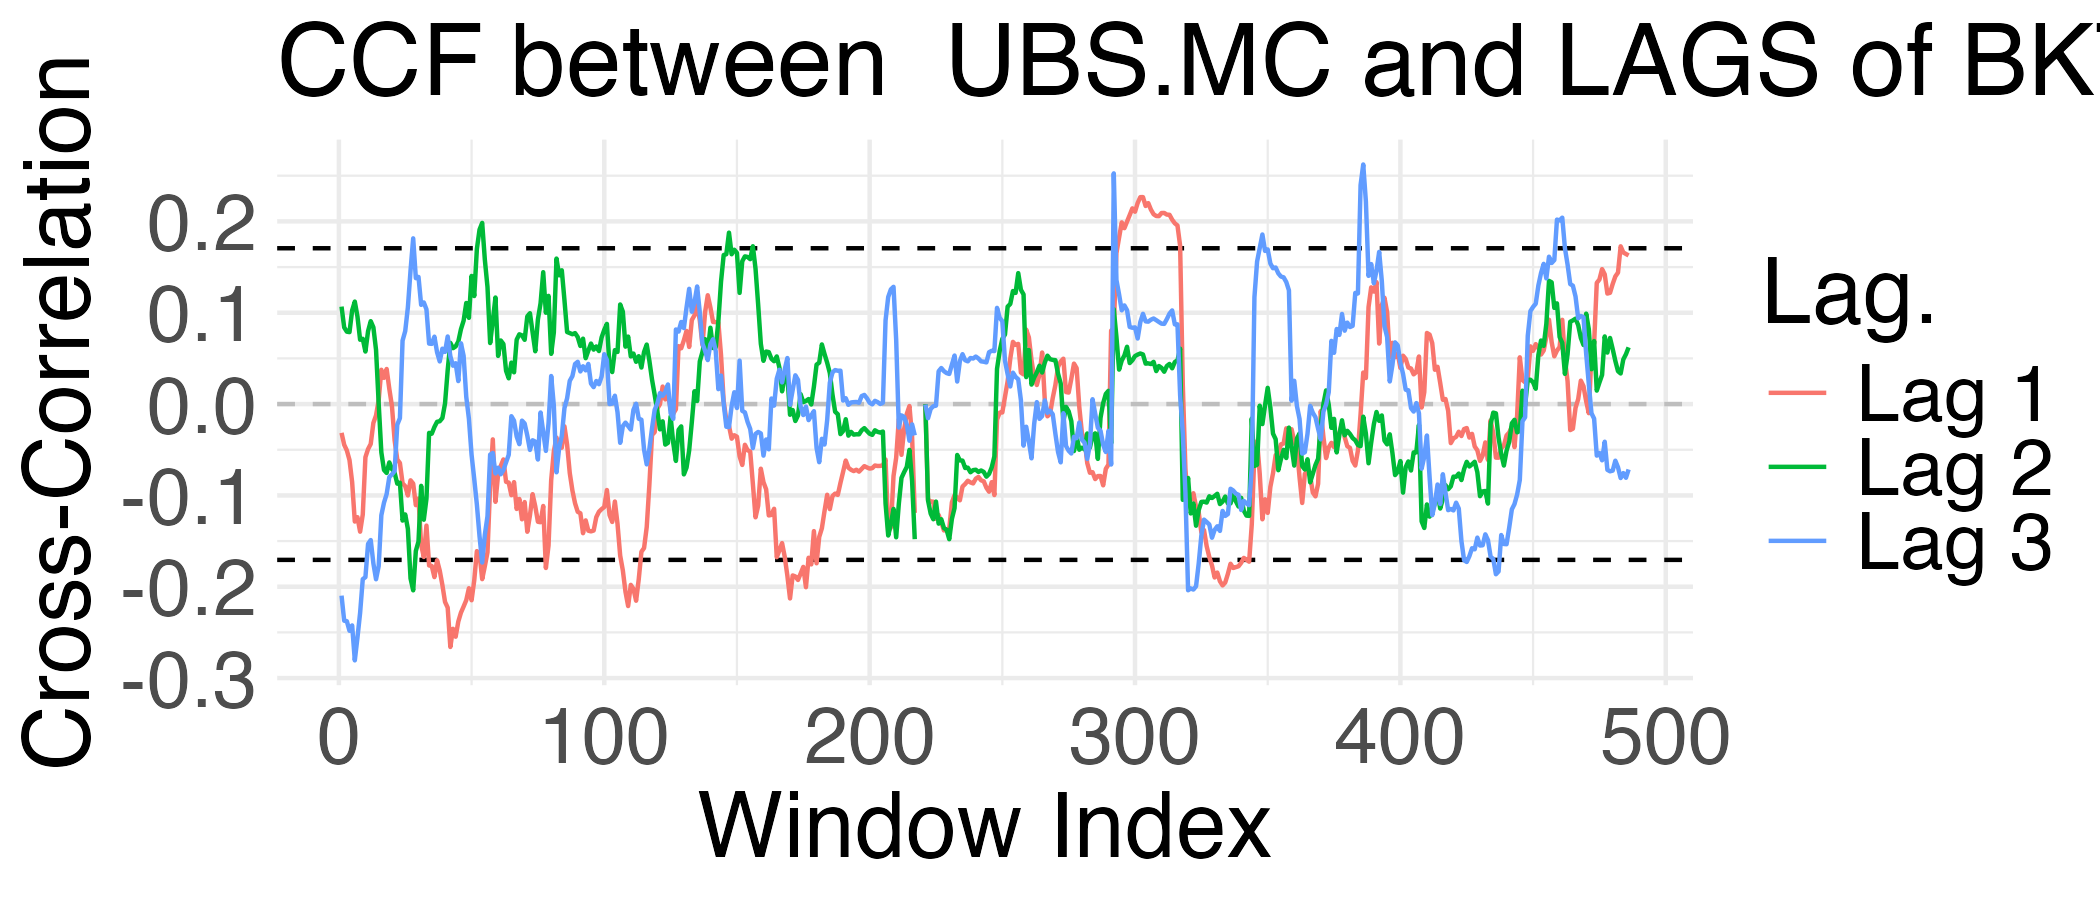 CCF between  UBS.MC and LAGS of BK
Cross-Correlation
0.2
0.1
0.0
-0.1
-0.2
-0.3
0 100 200 300 400 500
Window Index
Lag.
Lag 1
Lag 2
Lag 3